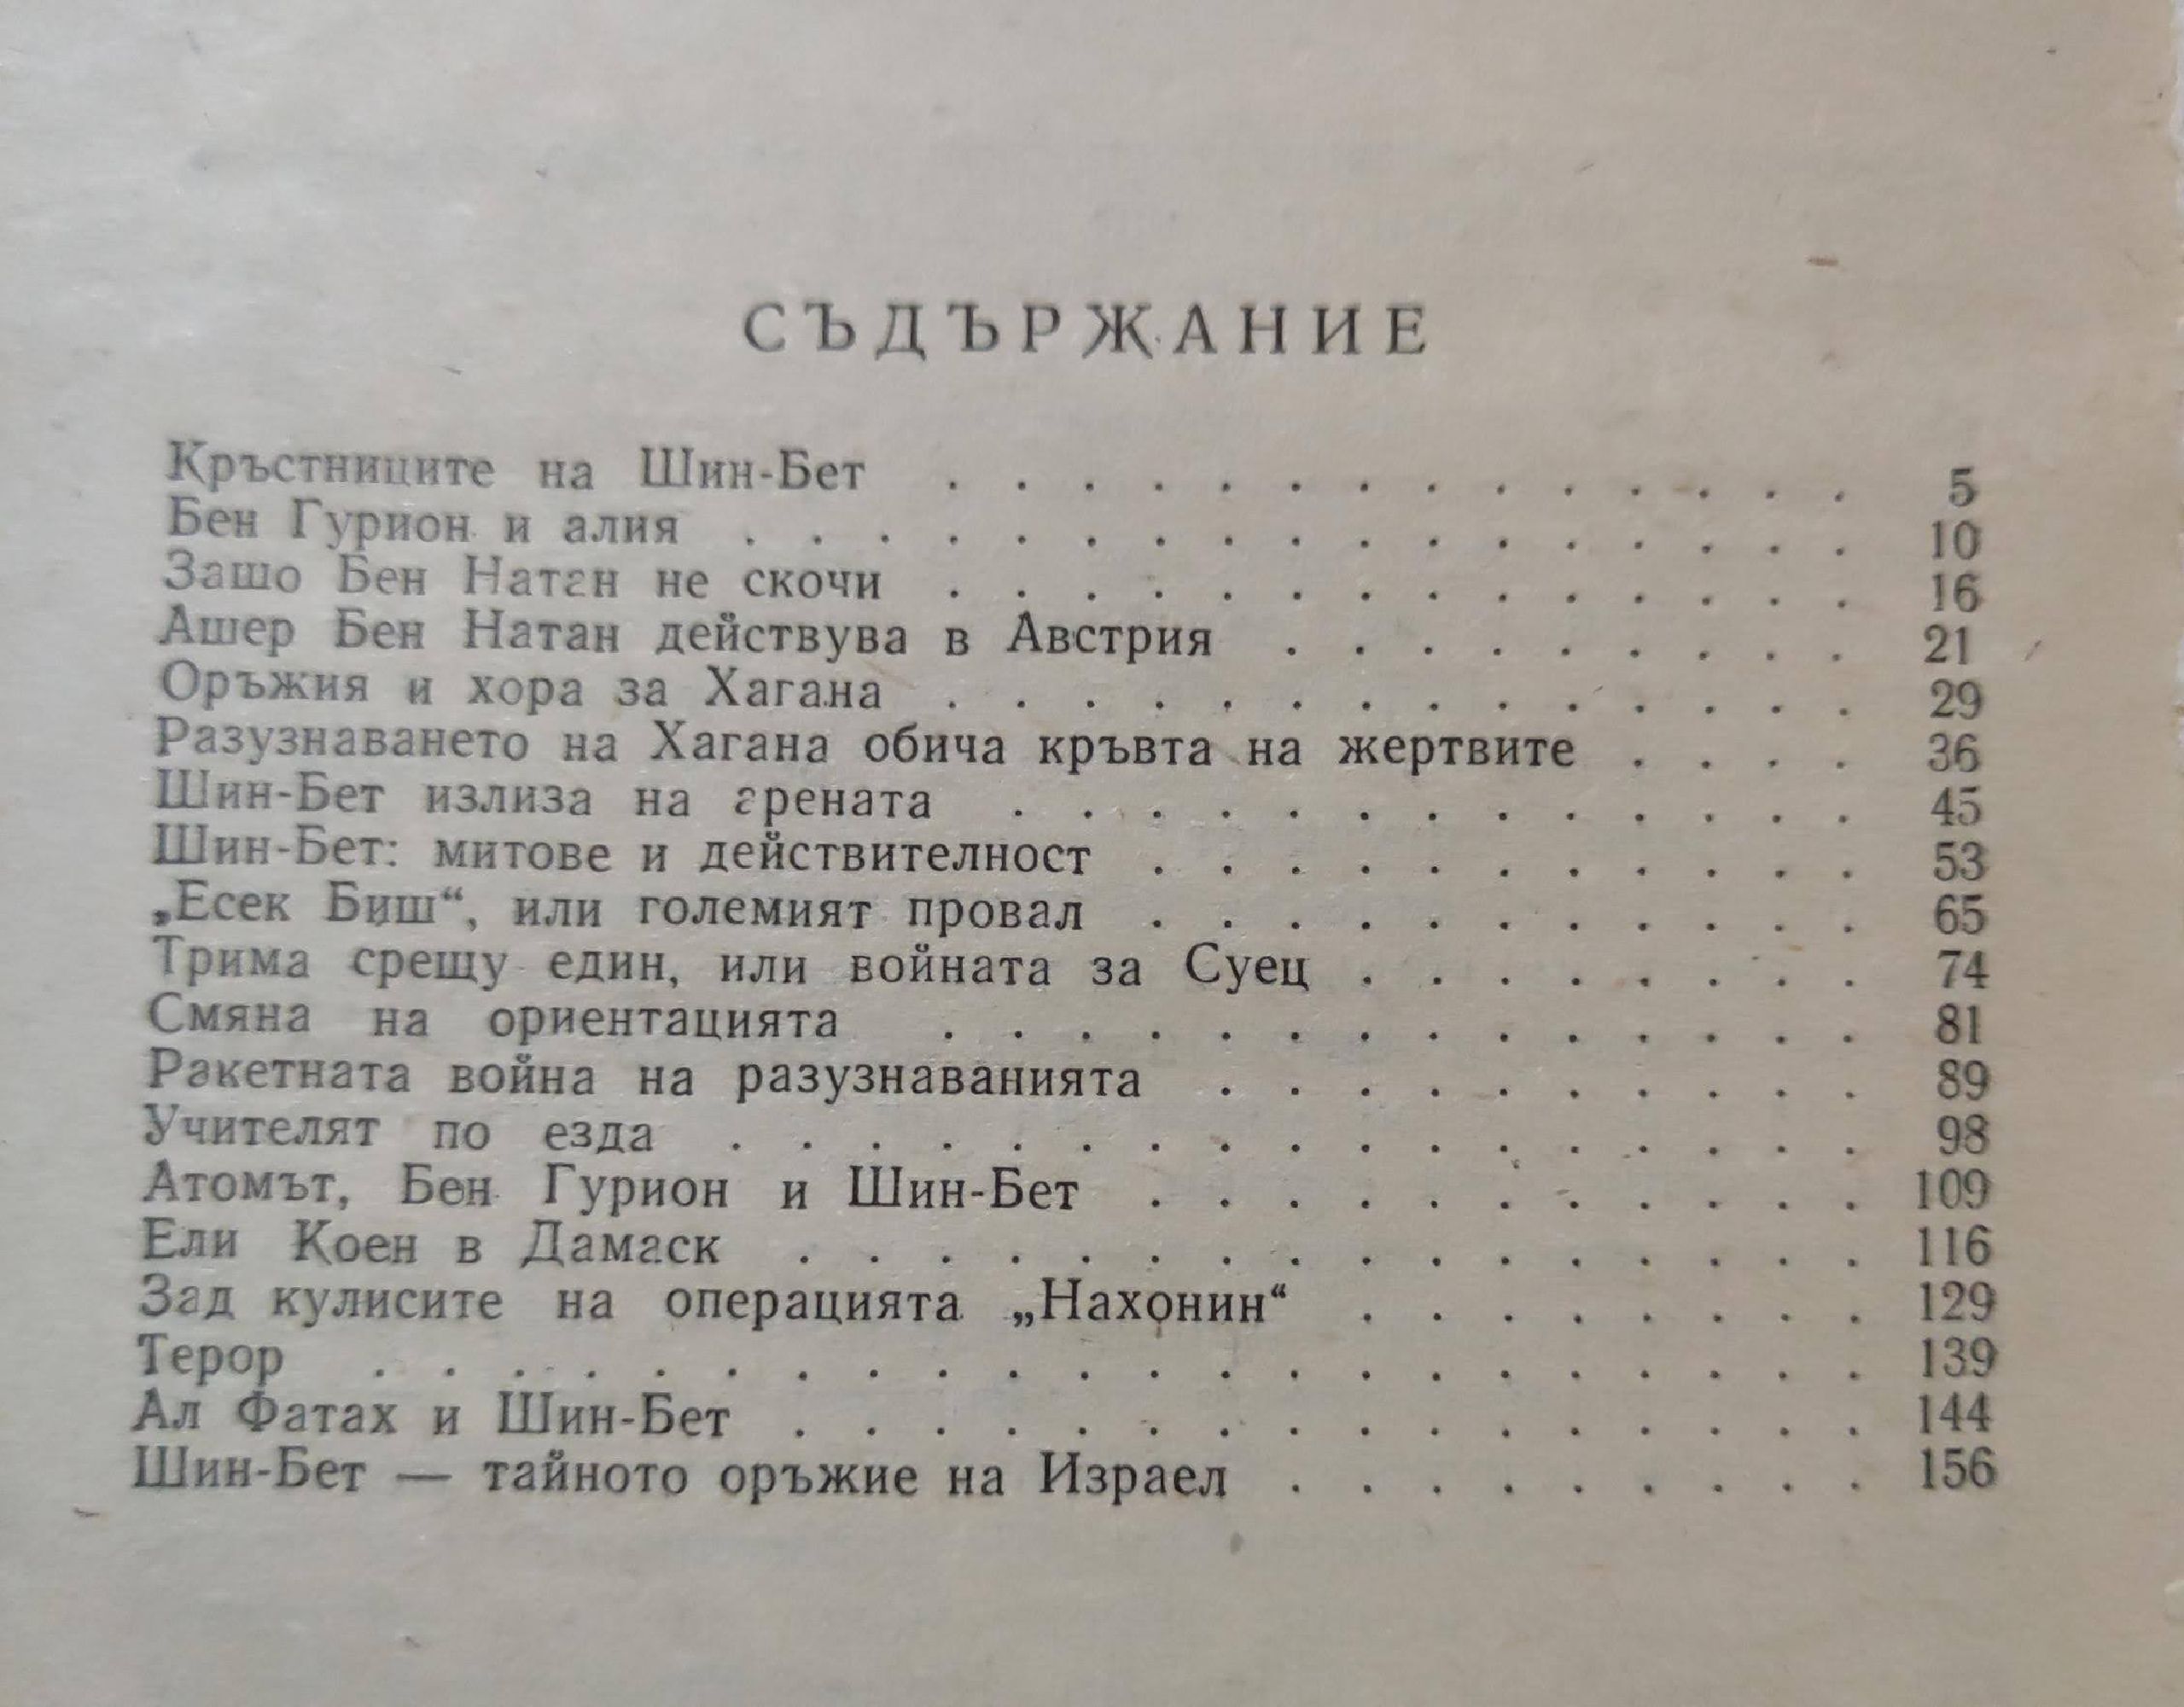 СЪДЪРЖАНИЕ
Кръстниците на Шин-Бет . . . . . . . . . . . . . . 5
Бен Гурион и алия . . . . . . . . . . . . . . . . . 10
Защо Бен Натан не скочи . . . . . . . . . . . . . . 16
Ашер Бен Натан действува в Австрия . . . . . . . . . 21
Оръжия и хора за Хагана . . . . . . . . . . . . . . 29
Разузнаването на Хагана обича кръвта на жертвите . . . . 36
Шин-Бет излиза на арената . . . . . . . . . . . . . 45
Шин-Бет: митове и действителност . . . . . . . . . . . 53
„Есек Биш“, или големият провал . . . . . . . . . . . 65
Трима срещу един, или войната за Суец . . . . . . . . 74
Смяна на ориентацията . . . . . . . . . . . . . . 81
Ракетната война на разузнаванията . . . . . . . . . . 89
Учителят по езда . . . . . . . . . . . . . . . . . 98
Атомът, Бен Гурион и Шин-Бет . . . . . . . . . . . 109
Ели Коен в Дамаск . . . . . . . . . . . . . . . . 116
Зад кулисите на операцията „Нахонин“ . . . . . . . . 129
Терор . . . . . . . . . . . . . . . . . . . . . . 139
Ал Фатах и Шин-Бет . . . . . . . . . . . . . . . . 144
Шин-Бет — тайното оръжие на Израел . . . . . . . . . 156